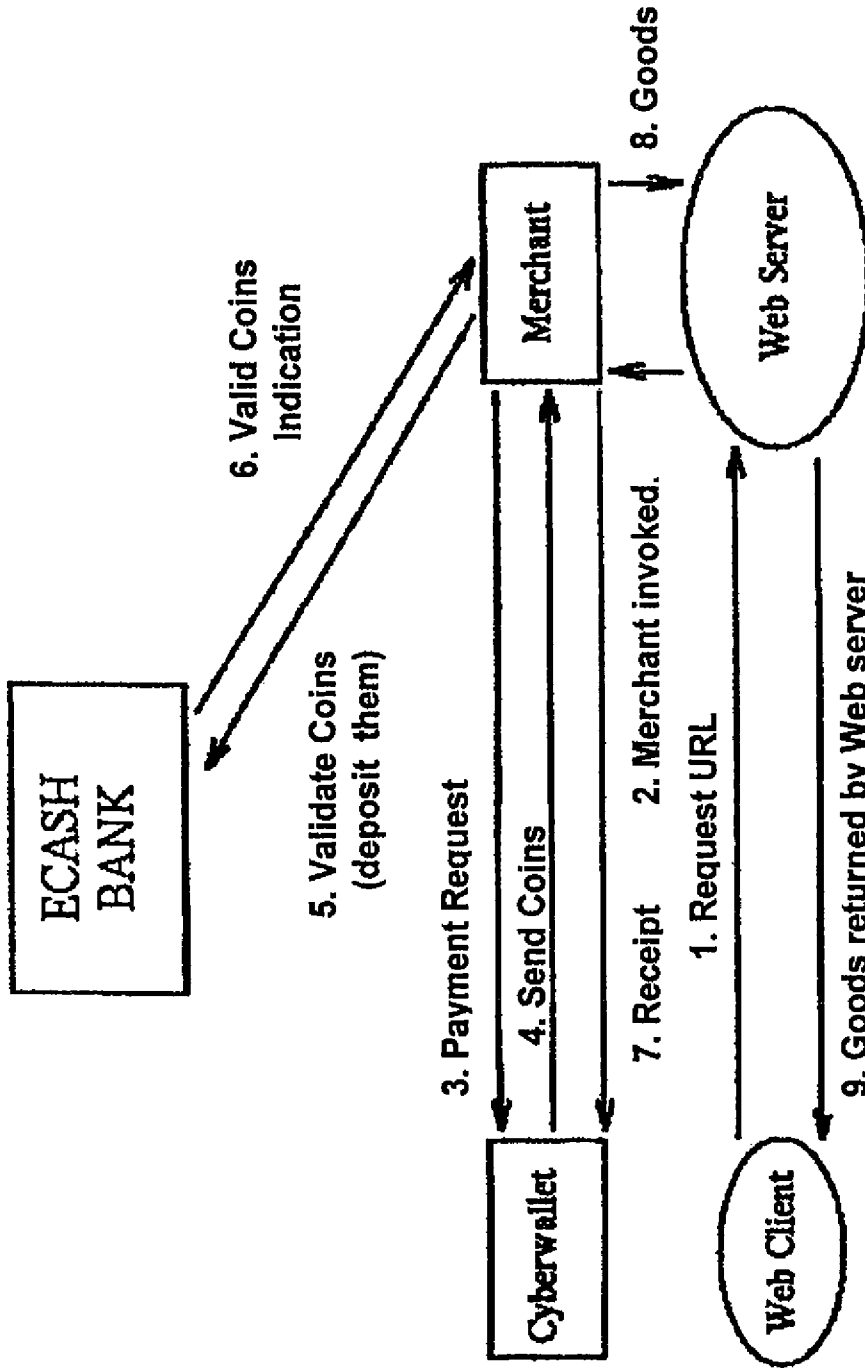 ECASH
BANK
5. Validate Coins
(deposit them)
6. Valid Coins
Indication
3. Payment Request
4. Send Coins
Cyberwallet
Merchant
7. Receipt
2. Merchant invoked.
8. Goods
1. Request URL
Web Client
Web Server
9. Goods returned by Web server